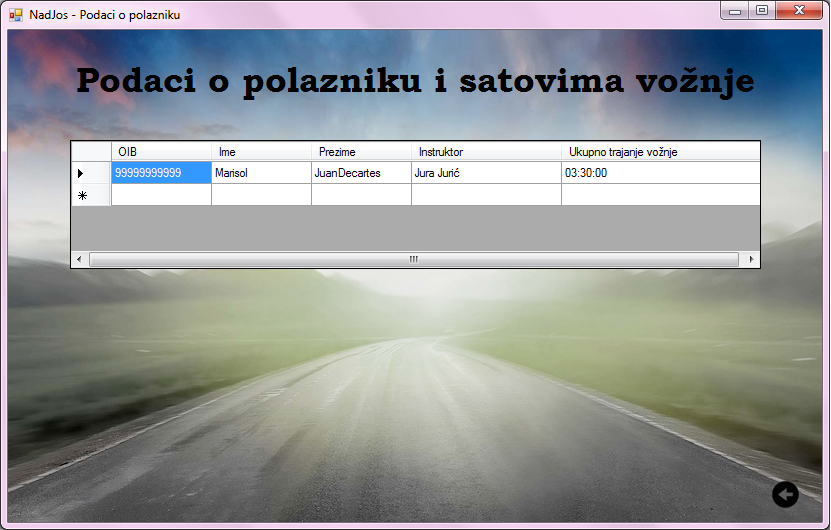 NadJos - Podaci o polazniku
Podaci o polazniku i satovima vožnje
OIB Ime Prezime Instruktor Ukupno trajanje vožnje
99999999999 Marisol JuanDecartes Jura Jurić 03:30:00